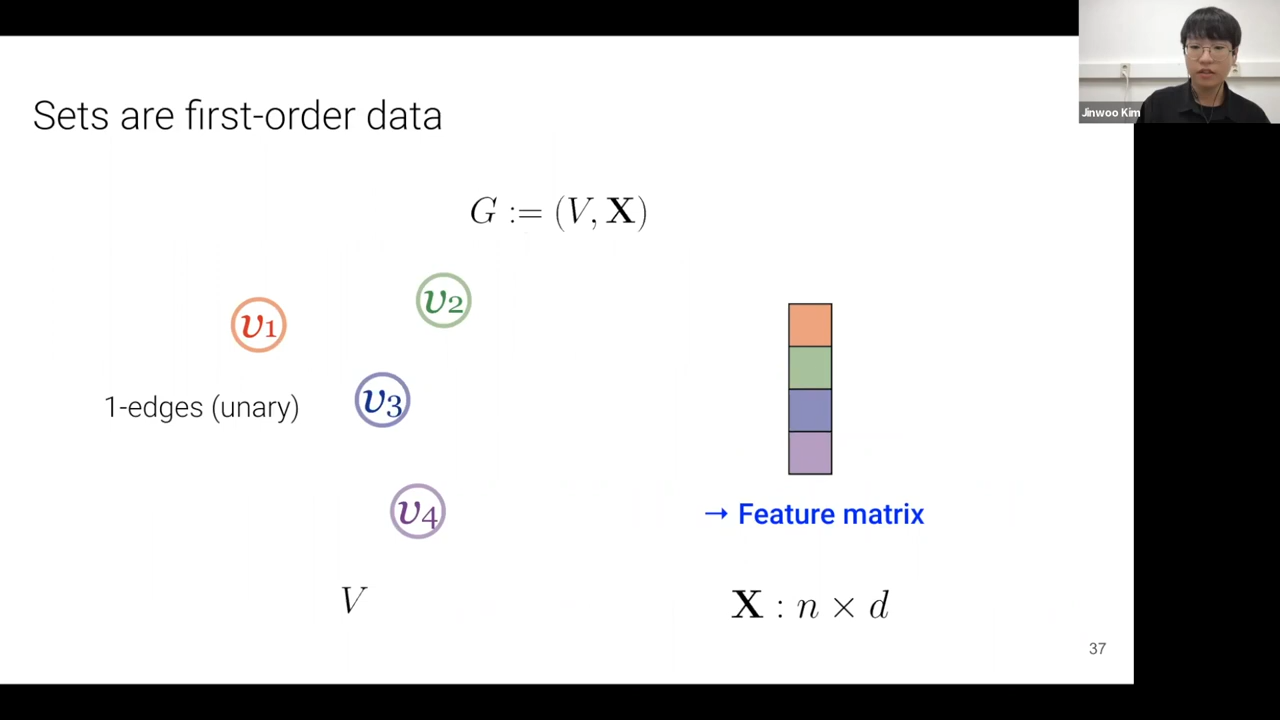 Jinwoo Kim
Sets are first-order data
G := (V, X)
v1
v2
v3
v4
1-edges (unary)
V
→ Feature matrix
X : n × d
37